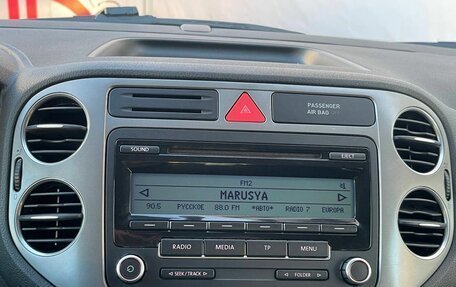 PASSENGER
AIR BAG
SOUND
EJECT
FM2
MARUSYA
90.5 РУССКОЕ 88.0 FM *АВТО* RADIO 7 EUROPA
RADIO MEDIA TP MENU
SEEK/TRACK FOLDER